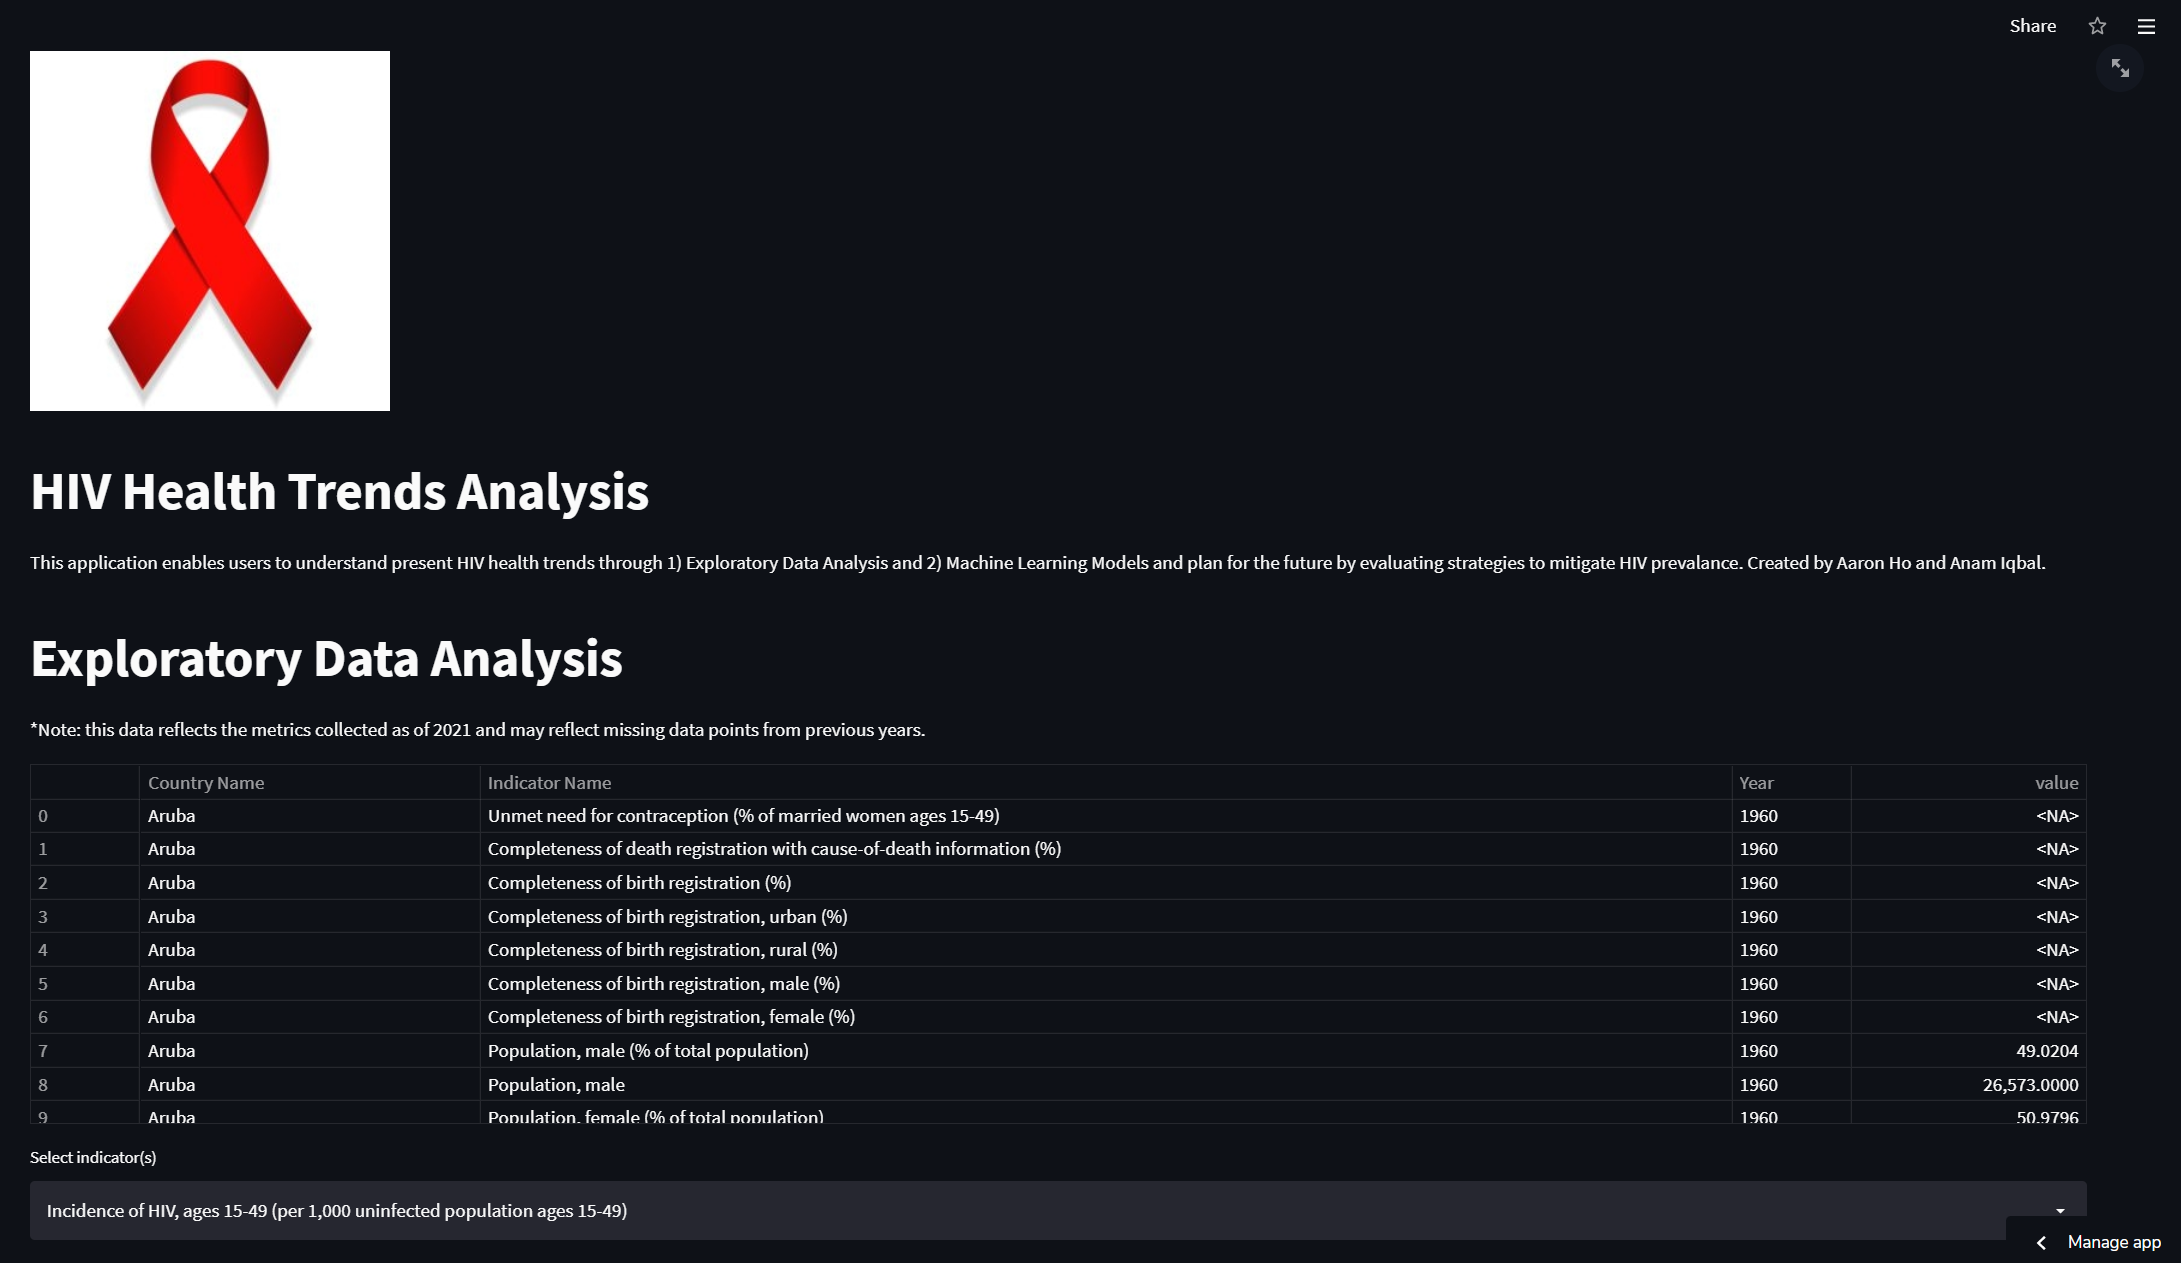 Share
HIV Health Trends Analysis
This application enables users to understand present HIV health trends through 1) Exploratory Data Analysis and 2) Machine Learning Models and plan for the future by evaluating strategies to mitigate HIV prevalance. Created by Aaron Ho and Anam Iqbal.
Exploratory Data Analysis
*Note: this data reflects the metrics collected as of 2021 and may reflect missing data points from previous years.
Country Name Indicator Name Year value
0 Aruba Unmet need for contraception (% of married women ages 15-49) 1960 <NA>
1 Aruba Completeness of death registration with cause-of-death information (%) 1960 <NA>
2 Aruba Completeness of birth registration (%) 1960 <NA>
3 Aruba Completeness of birth registration, urban (%) 1960 <NA>
4 Aruba Completeness of birth registration, rural (%) 1960 <NA>
5 Aruba Completeness of birth registration, male (%) 1960 <NA>
6 Aruba Completeness of birth registration, female (%) 1960 <NA>
7 Aruba Population, male (% of total population) 1960 49.0204
8 Aruba Population, male 1960 26,573.0000
9 Aruba Population, female (% of total population) 1960 50.9796
Select indicator(s)
Incidence of HIV, ages 15-49 (per 1,000 uninfected population ages 15-49)
Manage app